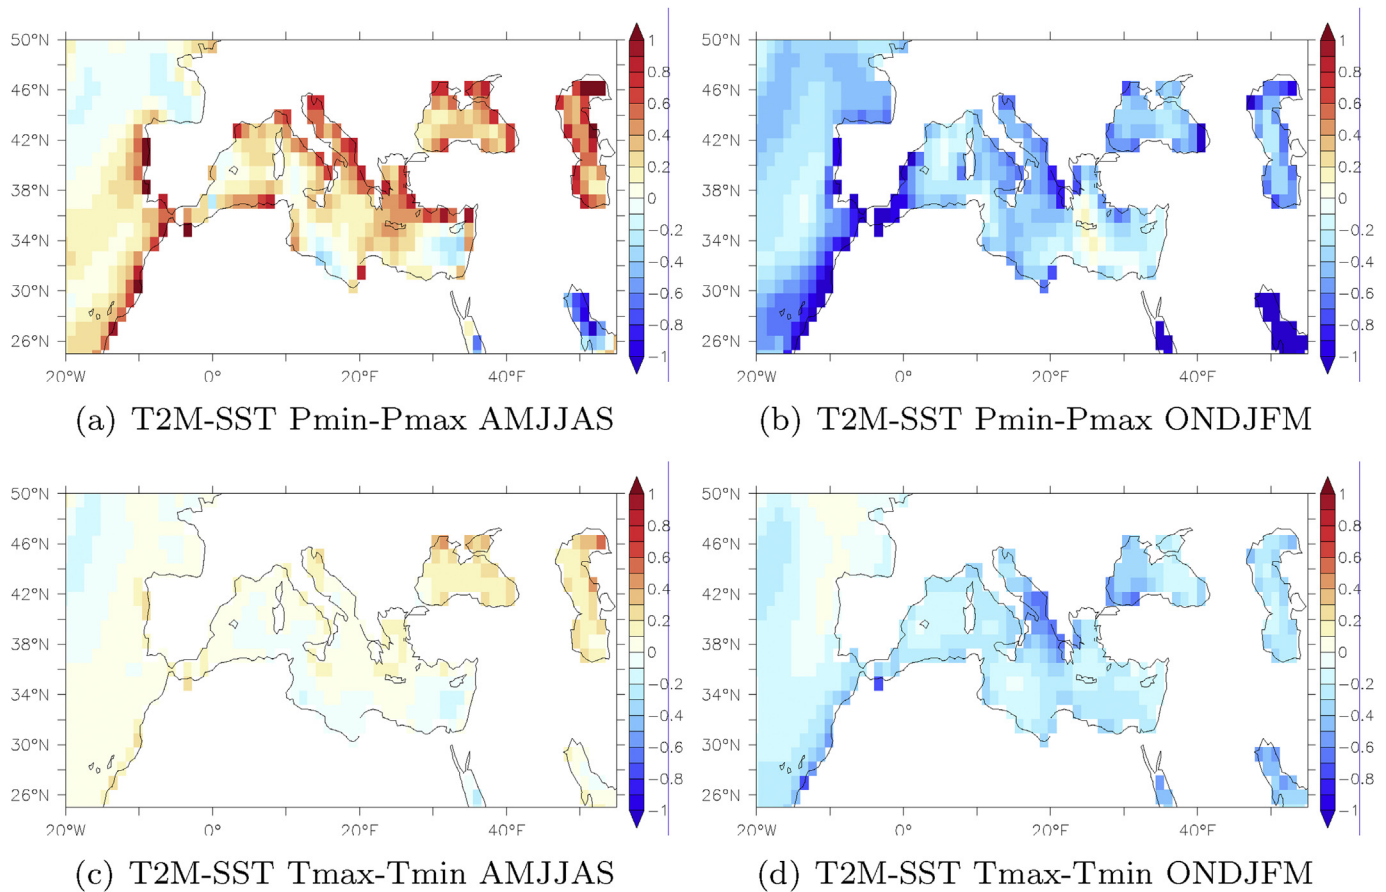 50°N
46°N
42°N
38°N
34°N
30°N
26°N
20°W 0° 20°E 40°E
1
0.8
0.6
0.4
0.2
0
−0.2
−0.4
−0.6
−0.8
−1
(a) T2M-SST Pmin-Pmax AMJJAS
50°N
46°N
42°N
38°N
34°N
30°N
26°N
20°W 0° 20°E 40°E
1
0.8
0.6
0.4
0.2
0
−0.2
−0.4
−0.6
−0.8
−1
(b) T2M-SST Pmin-Pmax ONDJFM
50°N
46°N
42°N
38°N
34°N
30°N
26°N
20°W 0° 20°E 40°E
1
0.8
0.6
0.4
0.2
0
−0.2
−0.4
−0.6
−0.8
−1
(c) T2M-SST Tmax-Tmin AMJJAS
50°N
46°N
42°N
38°N
34°N
30°N
26°N
20°W 0° 20°E 40°E
1
0.8
0.6
0.4
0.2
0
−0.2
−0.4
−0.6
−0.8
−1
(d) T2M-SST Tmax-Tmin ONDJFM